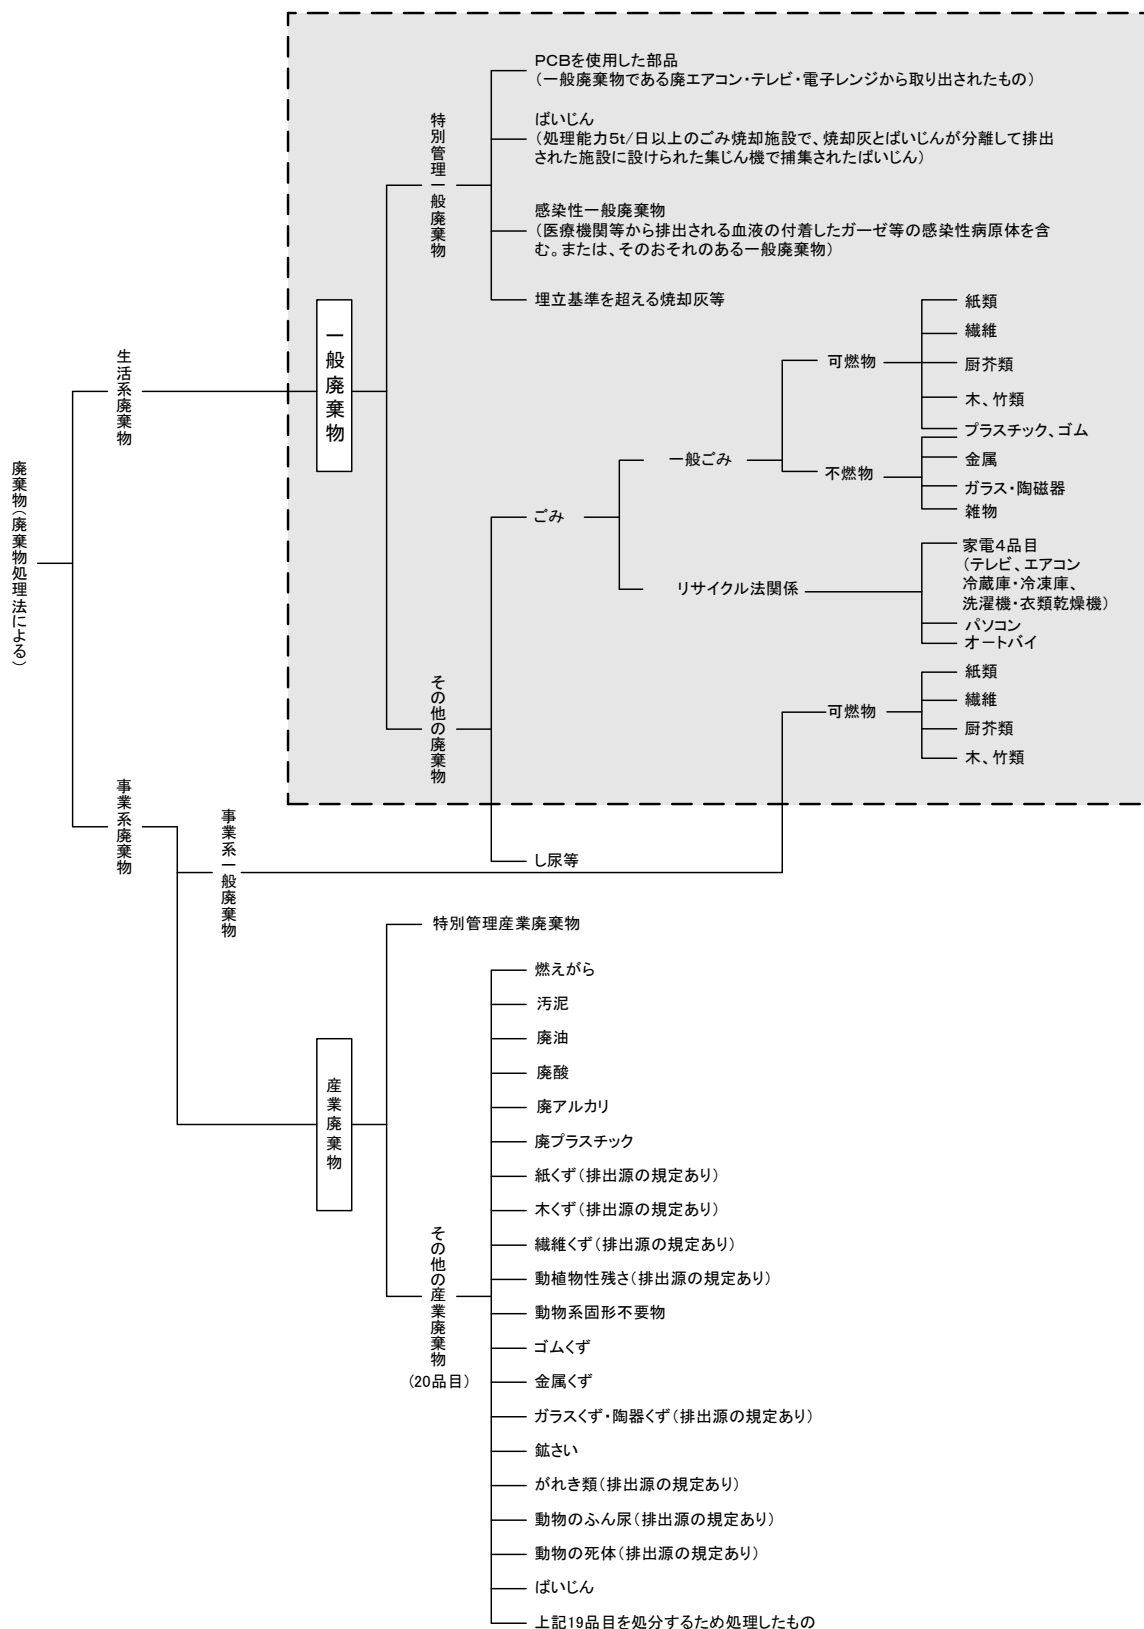 廃棄物(廃棄物処理法による)
生活系廃棄物
一般廃棄物
特別管理一般廃棄物
PCBを使用した部品
(一般廃棄物である廃エアコン・テレビ・電子レンジから取り出されたもの)
ばいじん
(処理能力5t/日以上のごみ焼却施設で、焼却灰とばいじんが分離して排出
された施設に設けられた集じん機で捕集されたばいじん)
感染性一般廃棄物
(医療機関等から排出される血液の付着したガーゼ等の感染性病原体を含
む。または、そのおそれのある一般廃棄物)
埋立基準を超える焼却灰等
その他の廃棄物
ごみ
一般ごみ
可燃物
紙類
繊維
厨芥類
木、竹類
プラスチック、ゴム
不燃物
金属
ガラス・陶磁器
雑物
リサイクル法関係
家電4品目
(テレビ、エアコン
冷蔵庫・冷凍庫、
洗濯機・衣類乾燥機)
パソコン
オートバイ
可燃物
紙類
繊維
厨芥類
木、竹類
し尿等
事業系廃棄物
事業系一般廃棄物
産業廃棄物
特別管理産業廃棄物
その他の産業廃棄物
(20品目)
燃えがら
汚泥
廃油
廃酸
廃アルカリ
廃プラスチック
紙くず(排出源の規定あり)
木くず(排出源の規定あり)
繊維くず(排出源の規定あり)
動植物性残さ(排出源の規定あり)
動物系固形不要物
ゴムくず
金属くず
ガラスくず・陶器くず(排出源の規定あり)
鉱さい
がれき類(排出源の規定あり)
動物のふん尿(排出源の規定あり)
動物の死体(排出源の規定あり)
ばいじん
上記19品目を処分するため処理したもの